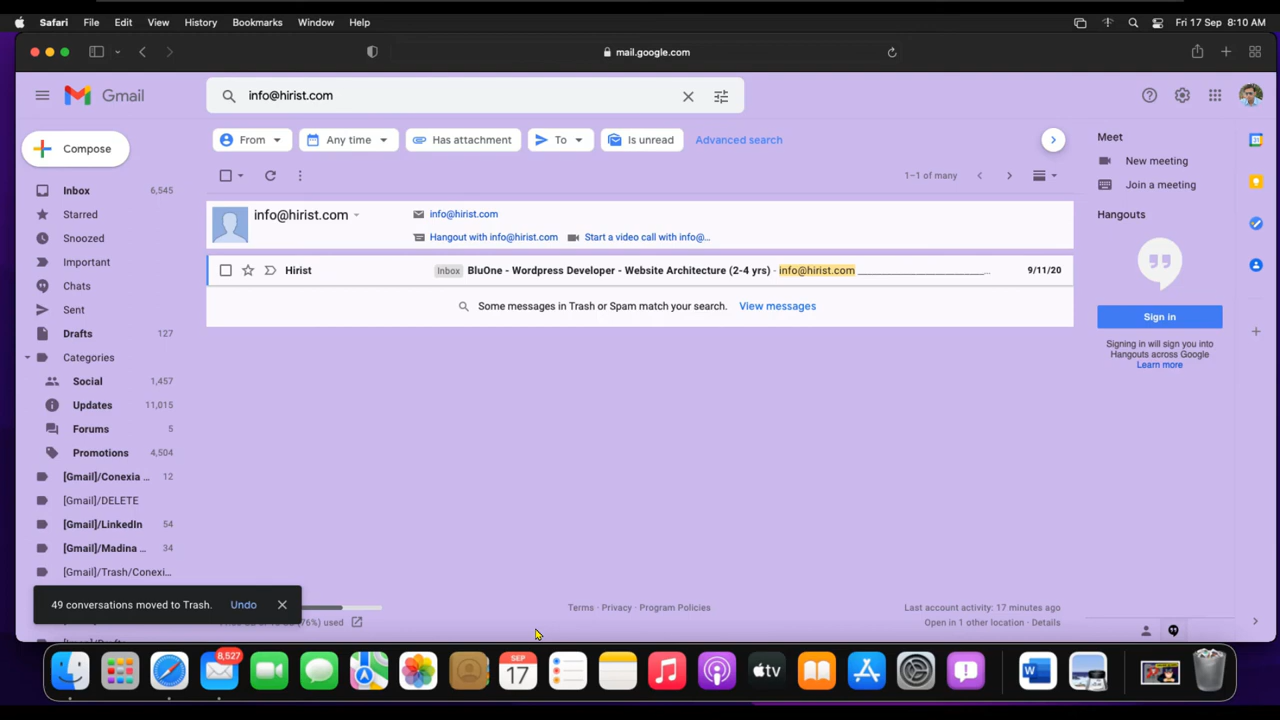 Safari File Edit View History Bookmarks Window Help Fri 17 Sep 8:10 AM
mail.google.com
Gmail
info@hirist.com
Compose
From Any time Has attachment To Is unread Advanced search
1–1 of many
Inbox 6,545
Starred
Snoozed
Important
Chats
Sent
Drafts 127
Categories
Social 1,457
Updates 11,015
Forums 5
Promotions 4,504
[Gmail]/Conexia ... 12
[Gmail]/DELETE
[Gmail]/LinkedIn 54
[Gmail]/Madina ... 34
[Gmail]/Trash/Conexi...
info@hirist.com
info@hirist.com
Hangout with info@hirist.com Start a video call with info@...
Hirist Inbox BluOne - Wordpress Developer - Website Architecture (2-4 yrs) - info@hirist.com ... 9/11/20
Some messages in Trash or Spam match your search. View messages
Meet
New meeting
Join a meeting
Hangouts
Sign in
Signing in will sign you into
Hangouts across Google
Learn more
49 conversations moved to Trash. Undo
(76%) used
Terms · Privacy · Program Policies
Last account activity: 17 minutes ago
Open in 1 other location · Details
8,527
SEP
17
tv
W